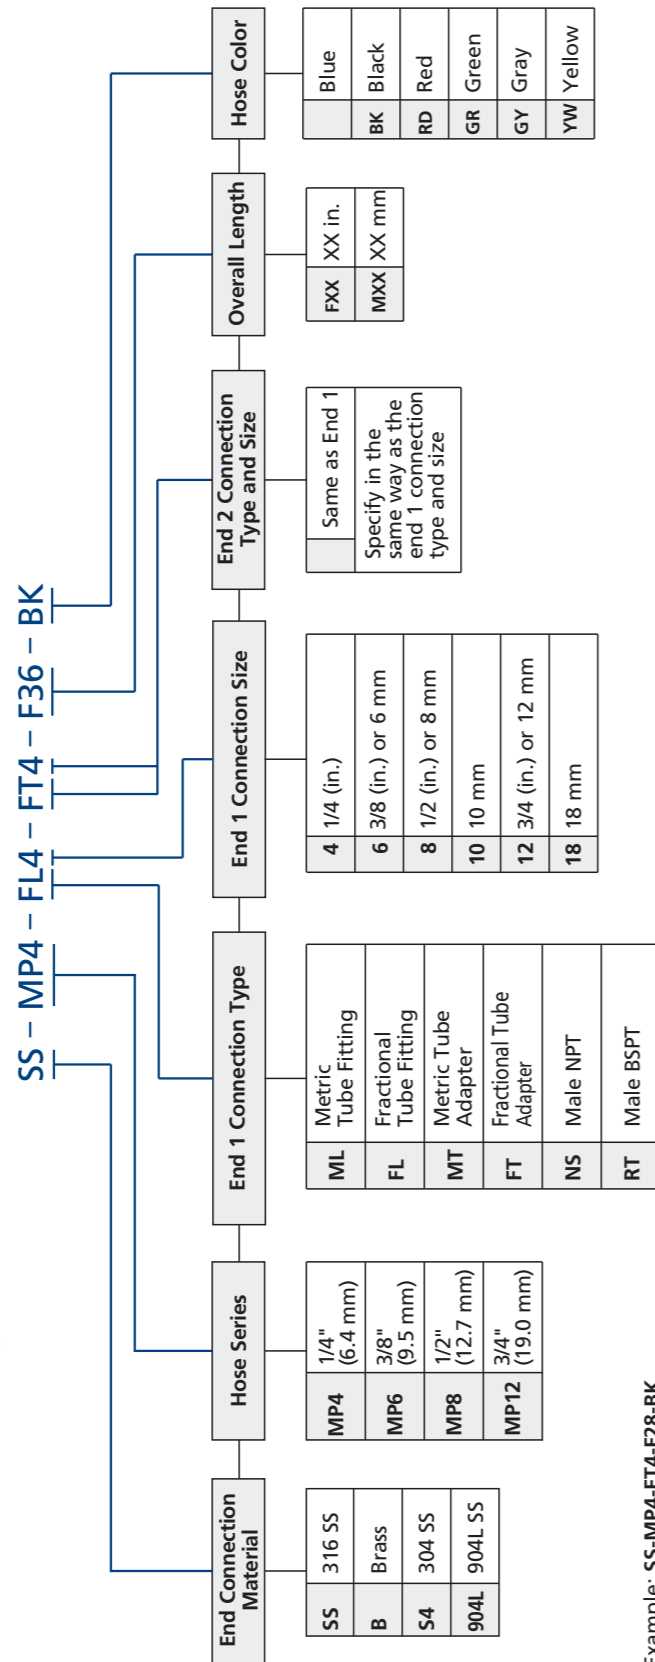 SS – MP4 – FL4 – FT4 – F36 – BK
End Connection
Material
SS 316 SS
B Brass
S4 304 SS
904L 904L SS
Hose Series
MP4 1/4"
(6.4 mm)
MP6 3/8"
(9.5 mm)
MP8 1/2"
(12.7 mm)
MP12 3/4"
(19.0 mm)
End 1 Connection Type
ML Metric
Tube Fitting
FL Fractional
Tube Fitting
MT Metric Tube
Adapter
FT Fractional Tube
Adapter
NS Male NPT
RT Male BSPT
End 1 Connection Size
4 1/4 (in.)
6 3/8 (in.) or 6 mm
8 1/2 (in.) or 8 mm
10 10 mm
12 3/4 (in.) or 12 mm
18 18 mm
End 2 Connection
Type and Size
Same as End 1
Specify in the
same way as the
end 1 connection
type and size
Overall Length
FXX XX in.
MXX XX mm
Hose Color
Blue
BK Black
RD Red
GR Green
GY Gray
YW Yellow
Example: SS-MP4-FT4-F28-BK